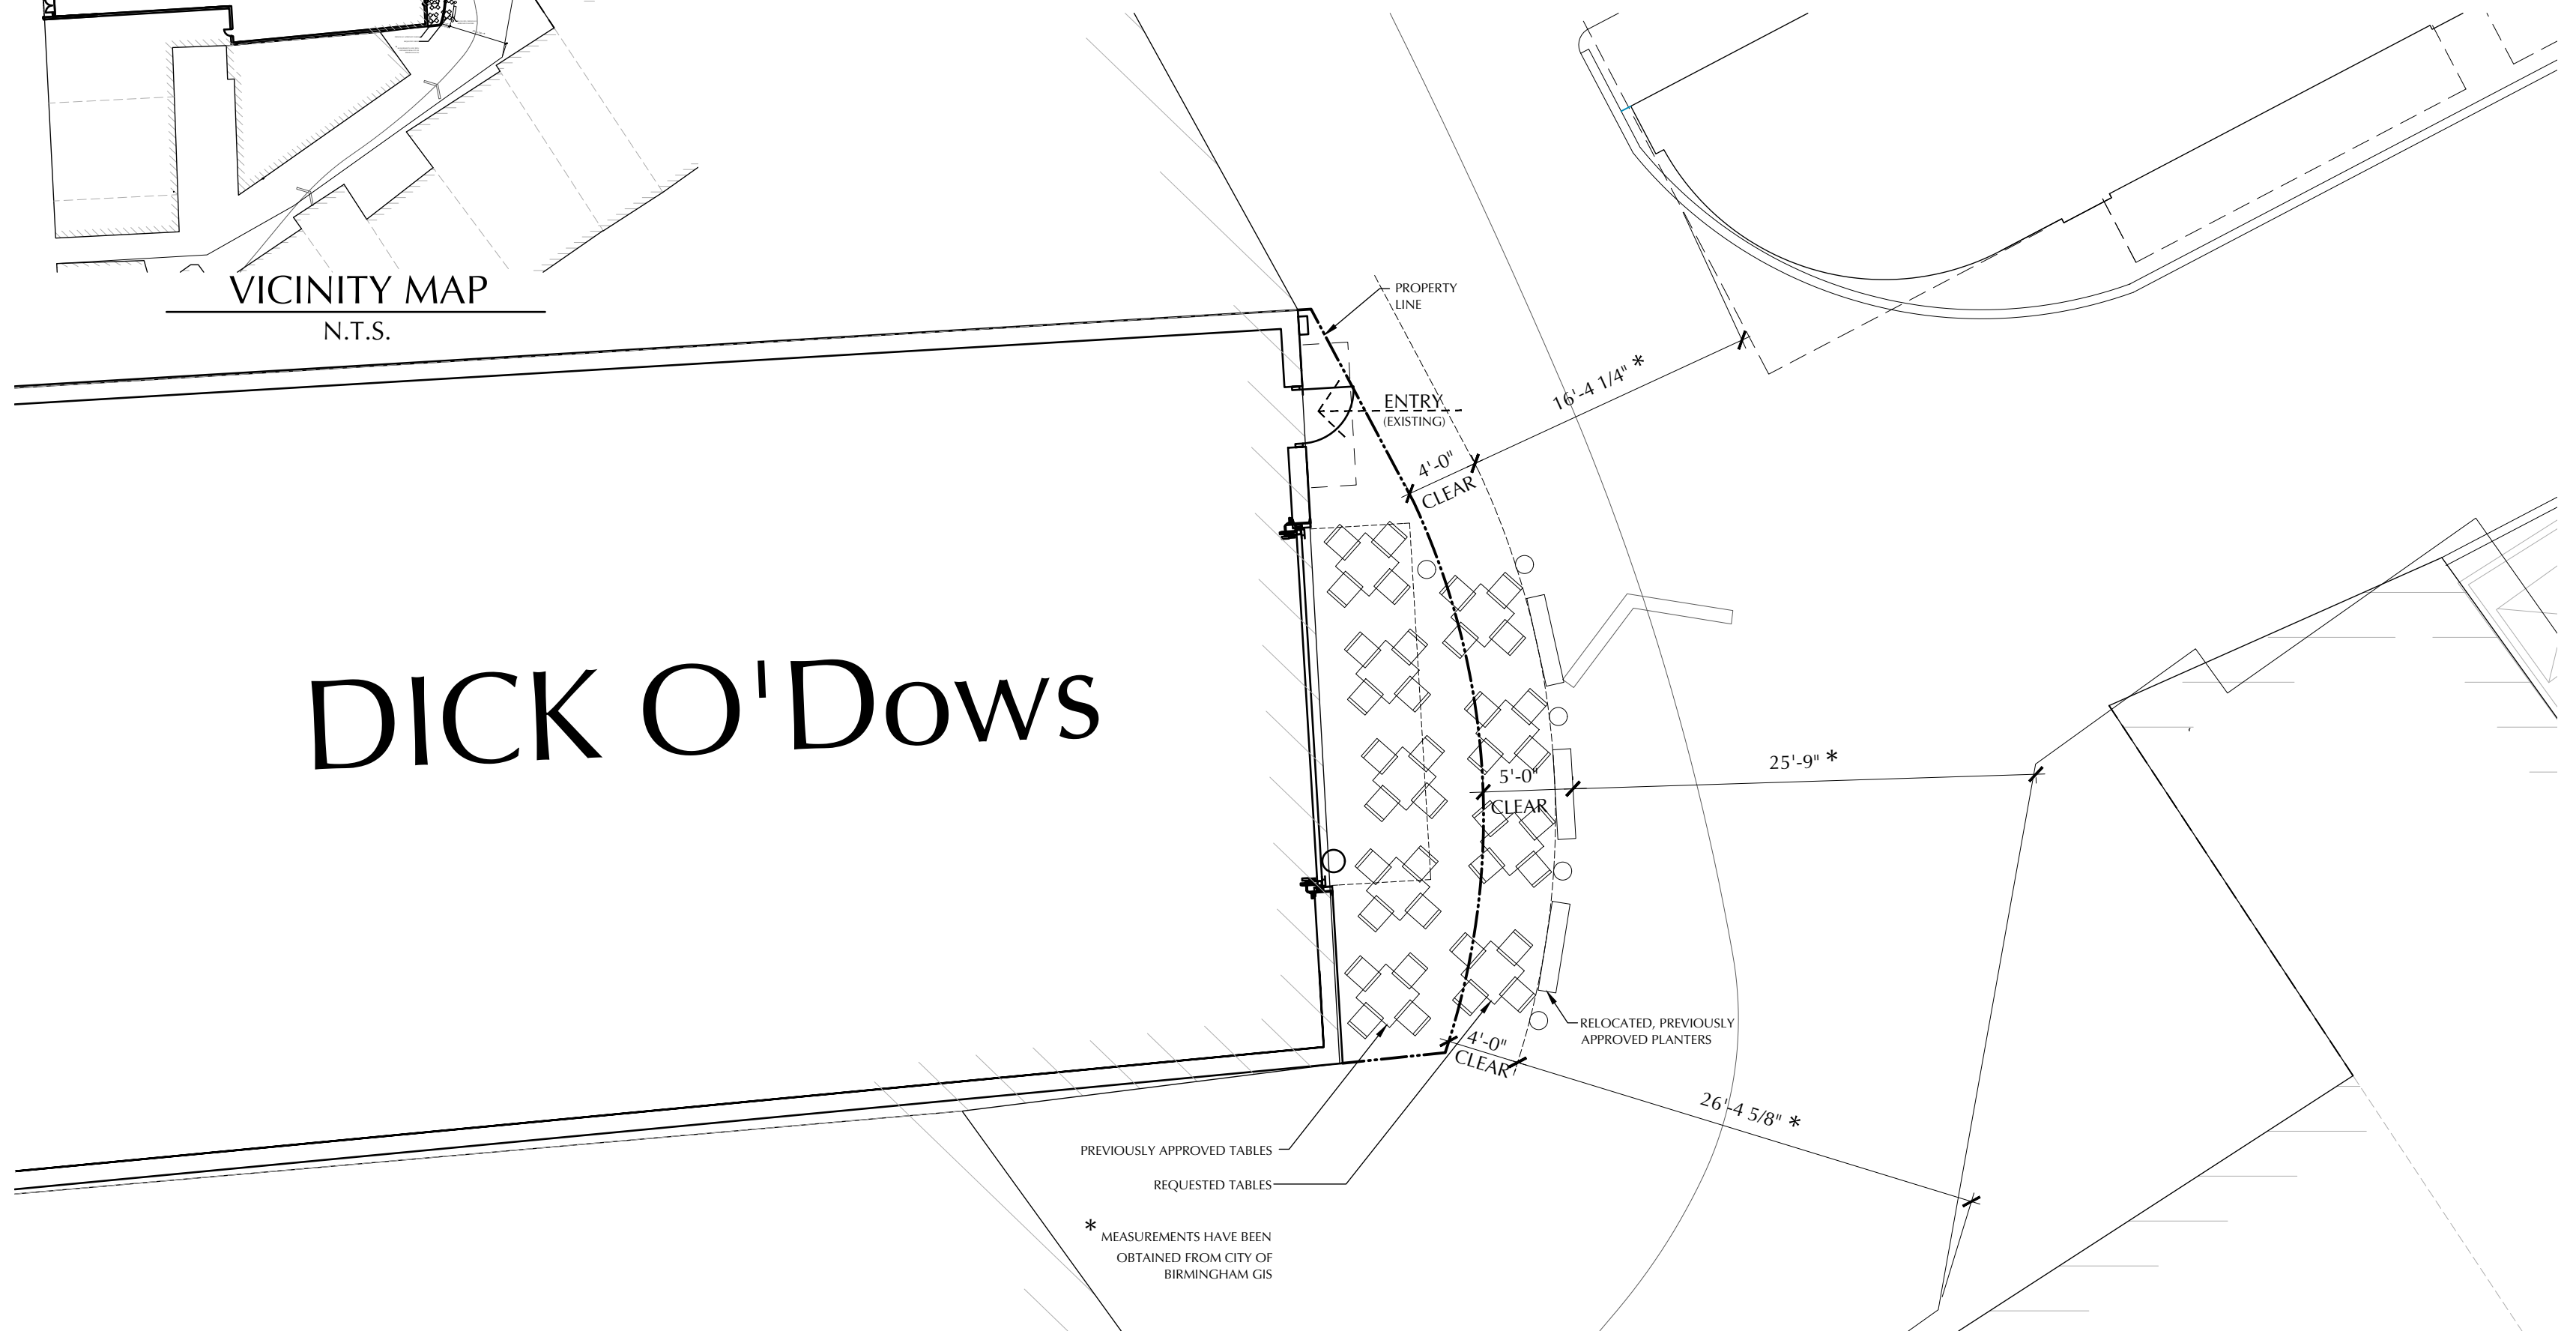 VICINITY MAP
N.T.S.
PROPERTY
LINE
16'-4 1/4" *
ENTRY
(EXISTING)
4'-0"
CLEAR
DICK O'Dows
5'-0"
CLEAR
25'-9" *
RELOCATED, PREVIOUSLY
APPROVED PLANTERS
4'-0"
CLEAR
26'-4 5/8" *
PREVIOUSLY APPROVED TABLES
REQUESTED TABLES
* MEASUREMENTS HAVE BEEN
OBTAINED FROM CITY OF
BIRMINGHAM GIS